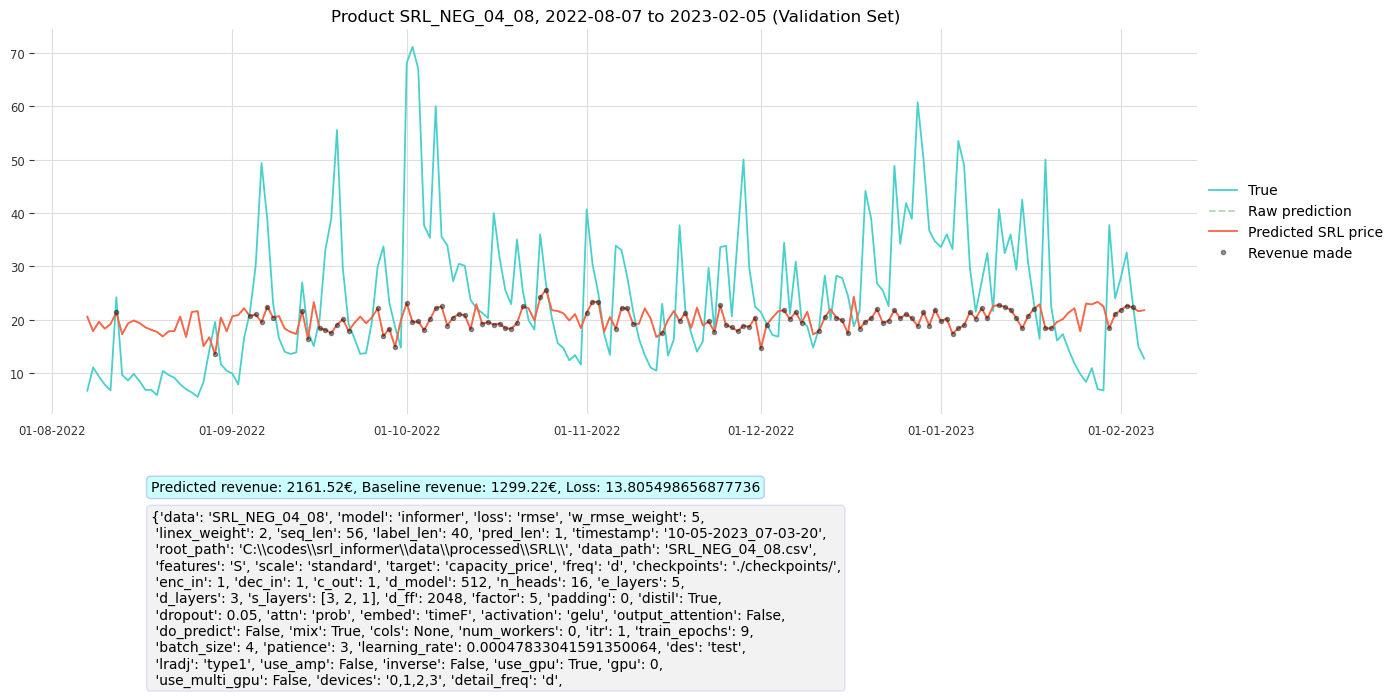 Product SRL_NEG_04_08, 2022-08-07 to 2023-02-05 (Validation Set)
70
60
50
40
30
20
10
01-08-2022
01-09-2022
01-10-2022
01-11-2022
01-12-2022
01-01-2023
01-02-2023
True
Raw prediction
Predicted SRL price
Revenue made
Predicted revenue: 2161.52€, Baseline revenue: 1299.22€, Loss: 13.805498656877736
{'data': 'SRL_NEG_04_08', 'model': 'informer', 'loss': 'rmse', 'w_rmse_weight': 5,
'linex_weight': 2, 'seq_len': 56, 'label_len': 40, 'pred_len': 1, 'timestamp': '10-05-2023_07-03-20',
'root_path': 'C:\\codes\\srl_informer\\data\\processed\\SRL\\', 'data_path': 'SRL_NEG_04_08.csv',
'features': 'S', 'scale': 'standard', 'target': 'capacity_price', 'freq': 'd', 'checkpoints': './checkpoints/',
'enc_in': 1, 'dec_in': 1, 'c_out': 1, 'd_model': 512, 'n_heads': 16, 'e_layers': 5,
'd_layers': 3, 's_layers': [3, 2, 1], 'd_ff': 2048, 'factor': 5, 'padding': 0, 'distil': True,
'dropout': 0.05, 'attn': 'prob', 'embed': 'timeF', 'activation': 'gelu', 'output_attention': False,
'do_predict': False, 'mix': True, 'cols': None, 'num_workers': 0, 'itr': 1, 'train_epochs': 9,
'batch_size': 4, 'patience': 3, 'learning_rate': 0.00047833041591350064, 'des': 'test',
'lradj': 'type1', 'use_amp': False, 'inverse': False, 'use_gpu': True, 'gpu': 0,
'use_multi_gpu': False, 'devices': '0,1,2,3', 'detail_freq': 'd',